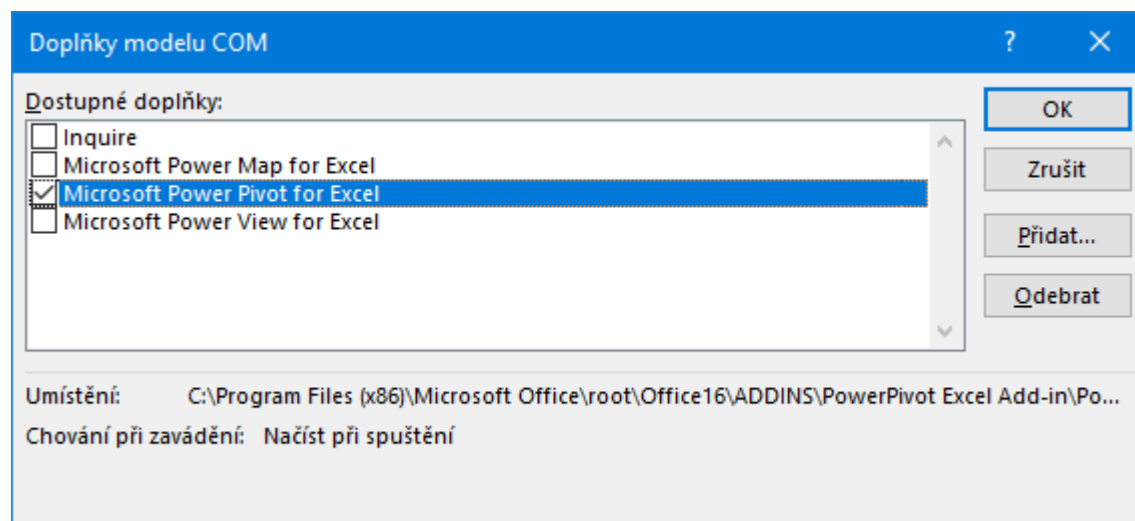 Doplňky modelu COM
?
Dostupné doplňky:
OK
Inquire
Microsoft Power Map for Excel
Zrušit
Microsoft Power Pivot for Excel
Microsoft Power View for Excel
Přidat...
Odebrat
Umístění: C:\Program Files (x86)\Microsoft Office\root\Office16\ADDINS\PowerPivot Excel Add-in\Po...
Chování při zavádění: Načíst při spuštění